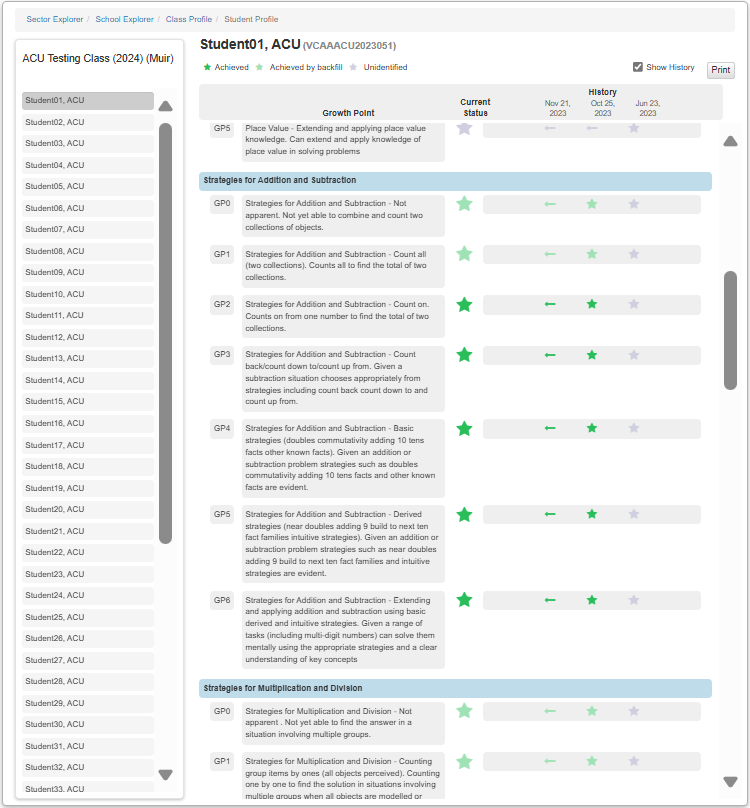 Sector Explorer / School Explorer / Class Profile / Student Profile
ACU Testing Class (2024) (Muir)
Student01, ACU
Student02, ACU
Student03, ACU
Student04, ACU
Student05, ACU
Student06, ACU
Student07, ACU
Student08, ACU
Student09, ACU
Student10, ACU
Student11, ACU
Student12, ACU
Student13, ACU
Student14, ACU
Student15, ACU
Student16, ACU
Student17, ACU
Student18, ACU
Student19, ACU
Student20, ACU
Student21, ACU
Student22, ACU
Student23, ACU
Student24, ACU
Student25, ACU
Student26, ACU
Student27, ACU
Student28, ACU
Student29, ACU
Student30, ACU
Student31, ACU
Student32, ACU
Student33, ACU
Student01, ACU (VCAAACU2023051)
Achieved Achieved by backfill Unidentified
Show History Print
History
Growth Point
Current
Status
Nov 21,
2023
Oct 25,
2023
Jun 23,
2023
GP5
Place Value - Extending and applying place value
knowledge. Can extend and apply knowledge of
place value in solving problems
Strategies for Addition and Subtraction
GP0
Strategies for Addition and Subtraction - Not
apparent. Not yet able to combine and count two
collections of objects.
GP1
Strategies for Addition and Subtraction - Count all
(two collections). Counts all to find the total of two
collections.
GP2
Strategies for Addition and Subtraction - Count on.
Counts on from one number to find the total of two
collections.
GP3
Strategies for Addition and Subtraction - Count
back/count down to/count up from. Given a
subtraction situation chooses appropriately from
strategies including count back count down to and
count up from.
GP4
Strategies for Addition and Subtraction - Basic
strategies (doubles commutativity adding 10 tens
facts other known facts). Given an addition or
subtraction problem strategies such as doubles
commutativity adding 10 tens facts and other known
facts are evident.
GP5
Strategies for Addition and Subtraction - Derived
strategies (near doubles adding 9 build to next ten
fact families intuitive strategies). Given an addition or
subtraction problem strategies such as near doubles
adding 9 build to next ten fact families and intuitive
strategies are evident.
GP6
Strategies for Addition and Subtraction - Extending
and applying addition and subtraction using basic
derived and intuitive strategies. Given a range of
tasks (including multi-digit numbers) can solve them
mentally using the appropriate strategies and a clear
understanding of key concepts
Strategies for Multiplication and Division
GP0
Strategies for Multiplication and Division - Not
apparent . Not yet able to find the answer in a
situation involving multiple groups.
GP1
Strategies for Multiplication and Division - Counting
group items by ones (all objects perceived). Counting
one by one to find the solution in situations involving
multiple groups when all objects are modelled or